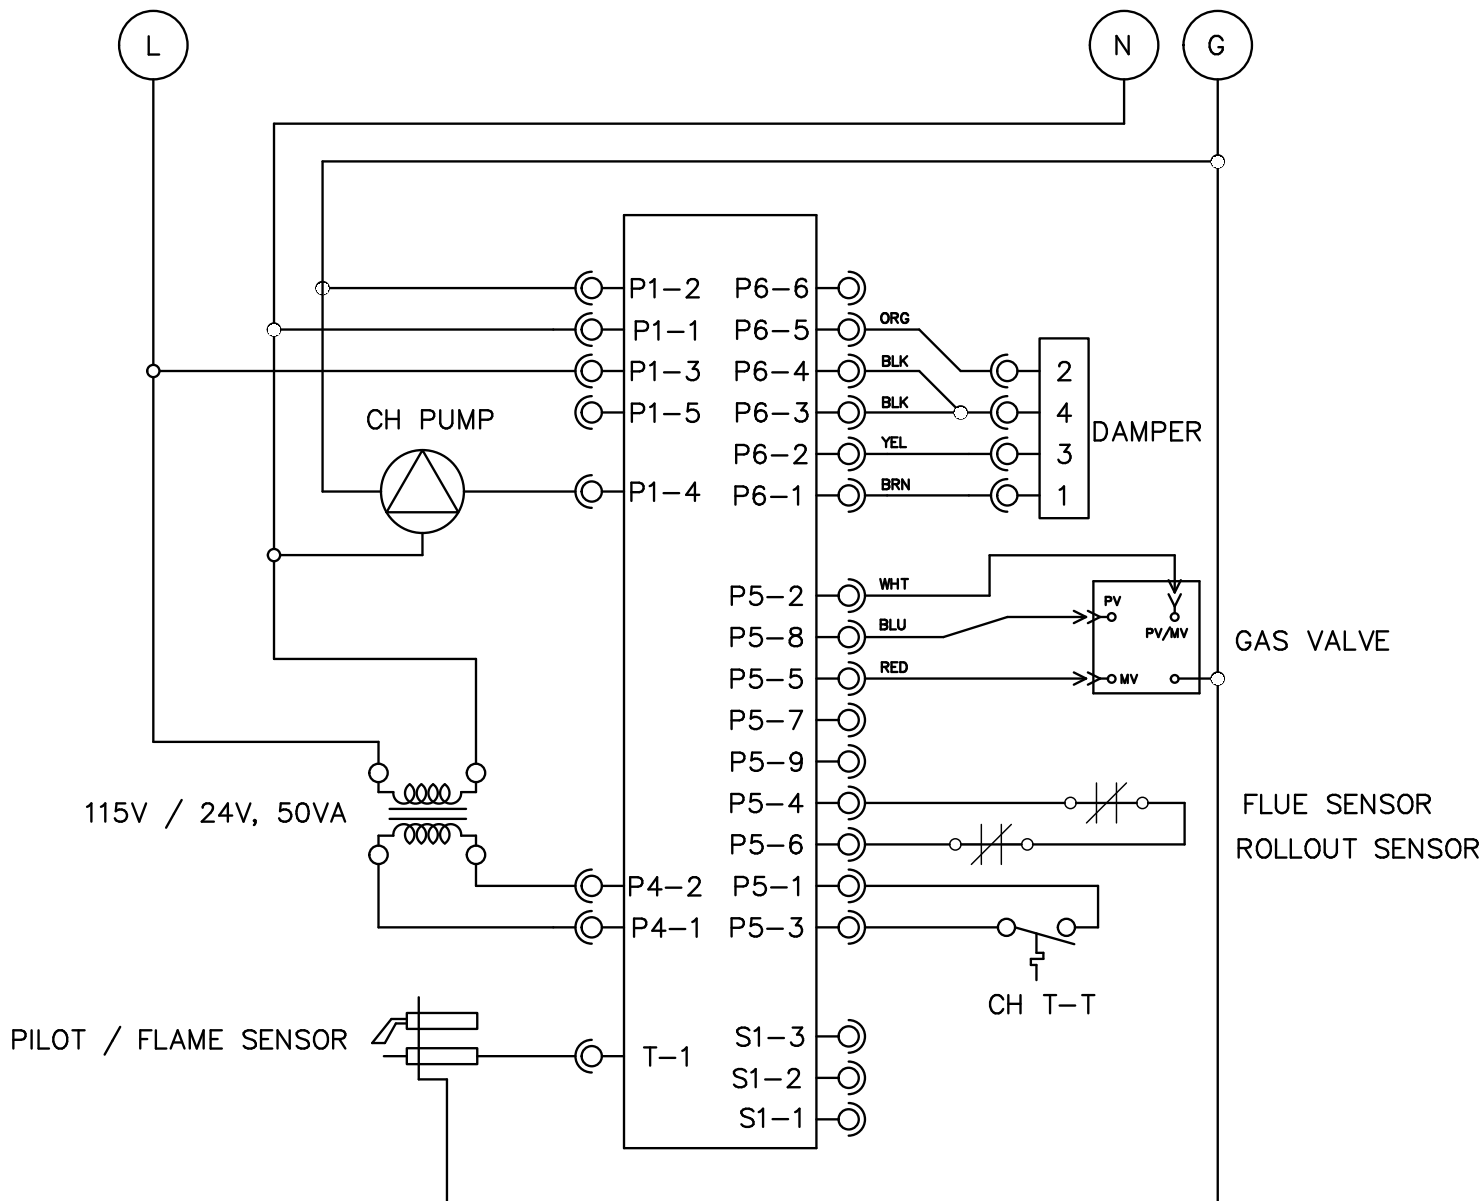 L
N
G
P1-2
P6-6
P1-1
P6-5
ORG
P1-3
P6-4
BLK
2
CH PUMP
P1-5
P6-3
BLK
4
DAMPER
P6-2
YEL
3
P1-4
P6-1
BRN
1
P5-2
WHT
PV
PV/MV
P5-8
BLU
GAS VALVE
P5-5
RED
MV
P5-7
P5-9
115V / 24V, 50VA
P5-4
FLUE SENSOR
P5-6
ROLLOUT SENSOR
P4-2
P5-1
P4-1
P5-3
CH T-T
PILOT / FLAME SENSOR
T-1
S1-3
S1-2
S1-1